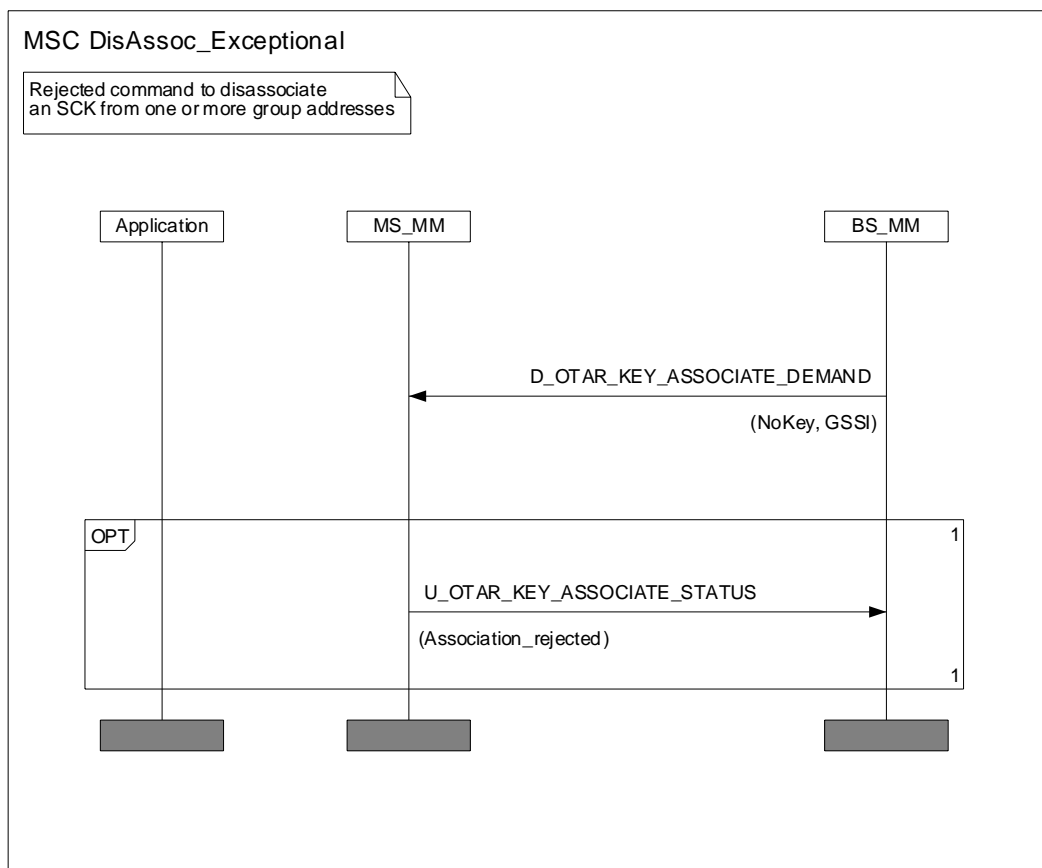 MSC DisAssoc_Exceptional
Rejected command to disassociate
an SCK from one or more group addresses
Application
MS_MM
BS_MM
D_OTAR_KEY_ASSOCIATE_DEMAND
(NoKey, GSSI)
OPT
1
U_OTAR_KEY_ASSOCIATE_STATUS
(Association_rejected)
1